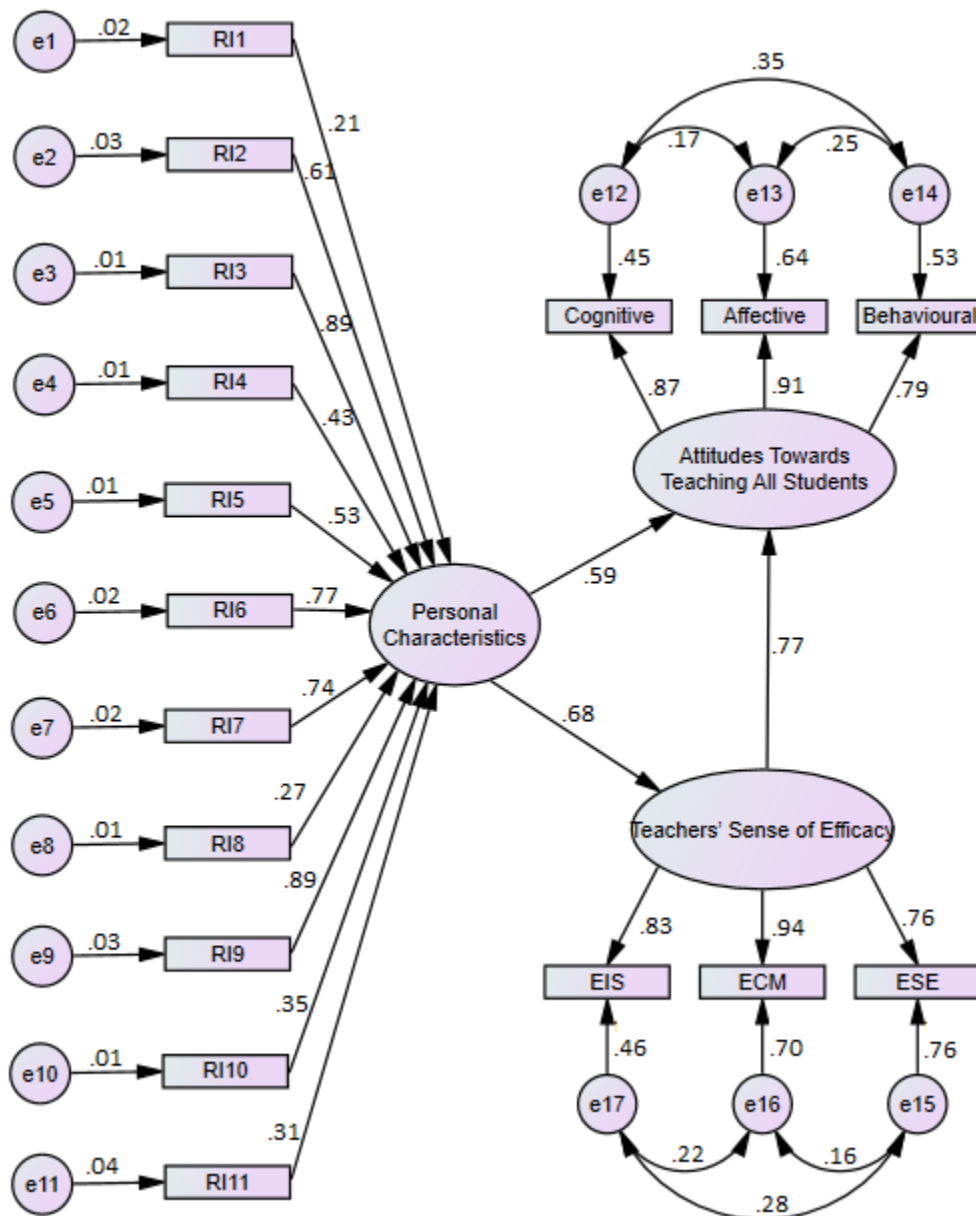 e1 .02 RI1
.21
e2 .03 RI2
.61
e3 .01 RI3
.89
e4 .01 RI4
.43
e5 .01 RI5
.53
e6 .02 RI6 .77
e7 .02 RI7
.74
e8 .01 RI8
.27
e9 .03 RI9
.89
e10 .01 RI10
.35
e11 .04 RI11
.31
Personal
Characteristics
.59
.68
.35
.17 .25
e12 e13 e14
.45 .64 .53
Cognitive Affective Behavioural
.87 .91 .79
Attitudes Towards
Teaching All Students
.77
Teachers' Sense of Efficacy
.83 .94 .76
EIS ECM ESE
.46 .70 .76
e17 e16 e15
.22 .16
.28